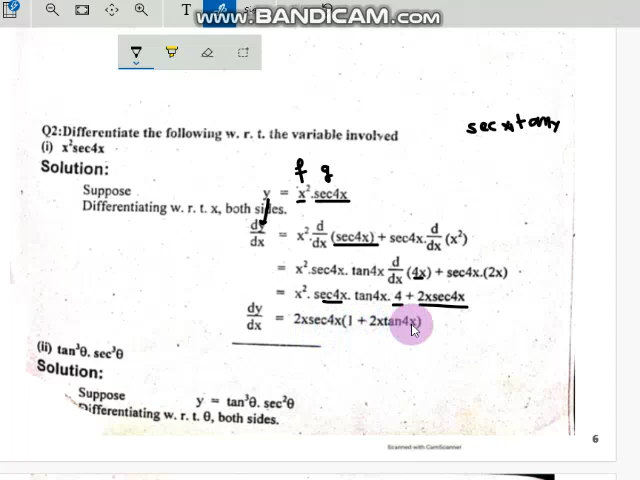 WWW.BANDICAM.COM
Q2:Differentiate the following w. r. t. the variable involved
sec x tan x
(i) x²sec4x
Solution:
f g
Suppose y = x².sec4x
Differentiating w. r. t. x, both sides.
dy/dx = x². d/dx (sec4x) + sec4x. d/dx (x²)
= x².sec4x. tan4x d/dx (4x) + sec4x.(2x)
= x². sec4x. tan4x. 4 + 2xsec4x
dy/dx = 2xsec4x(1 + 2xtan4x)
(ii) tan³θ. sec³θ
Solution:
Suppose y = tan³θ. sec²θ
Differentiating w. r. t. θ, both sides.
6
Scanned with CamScanner